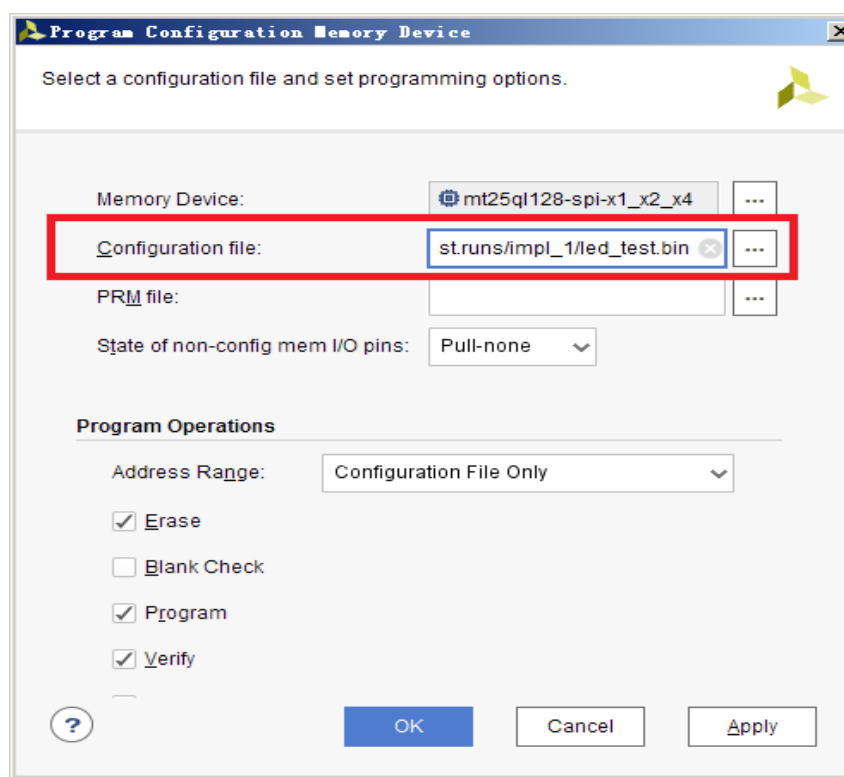 Program Configuration Memory Device
Select a configuration file and set programming options.
Memory Device: mt25ql128-spi-x1_x2_x4 ...
Configuration file: st.runs/impl_1/led_test.bin ...
PRM file: ...
State of non-config mem I/O pins: Pull-none
Program Operations
Address Range: Configuration File Only
Erase
Blank Check
Program
Verify
? OK Cancel Apply